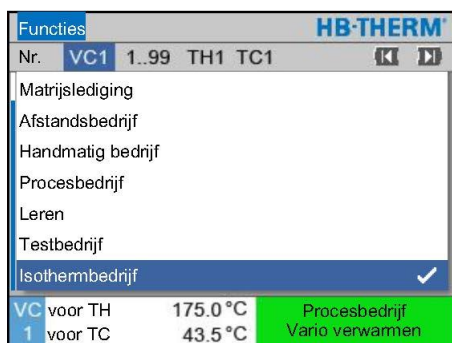 Functies HB-THERM®
Nr. VC1 1..99 TH1 TC1
Matrijslediging
Afstandsbedrijf
Handmatig bedrijf
Procesbedrijf
Leren
Testbedrijf
Isothermbedrijf
VC voor TH 175.0 °C Procesbedrijf
1 voor TC 43.5 °C Vario verwarmen